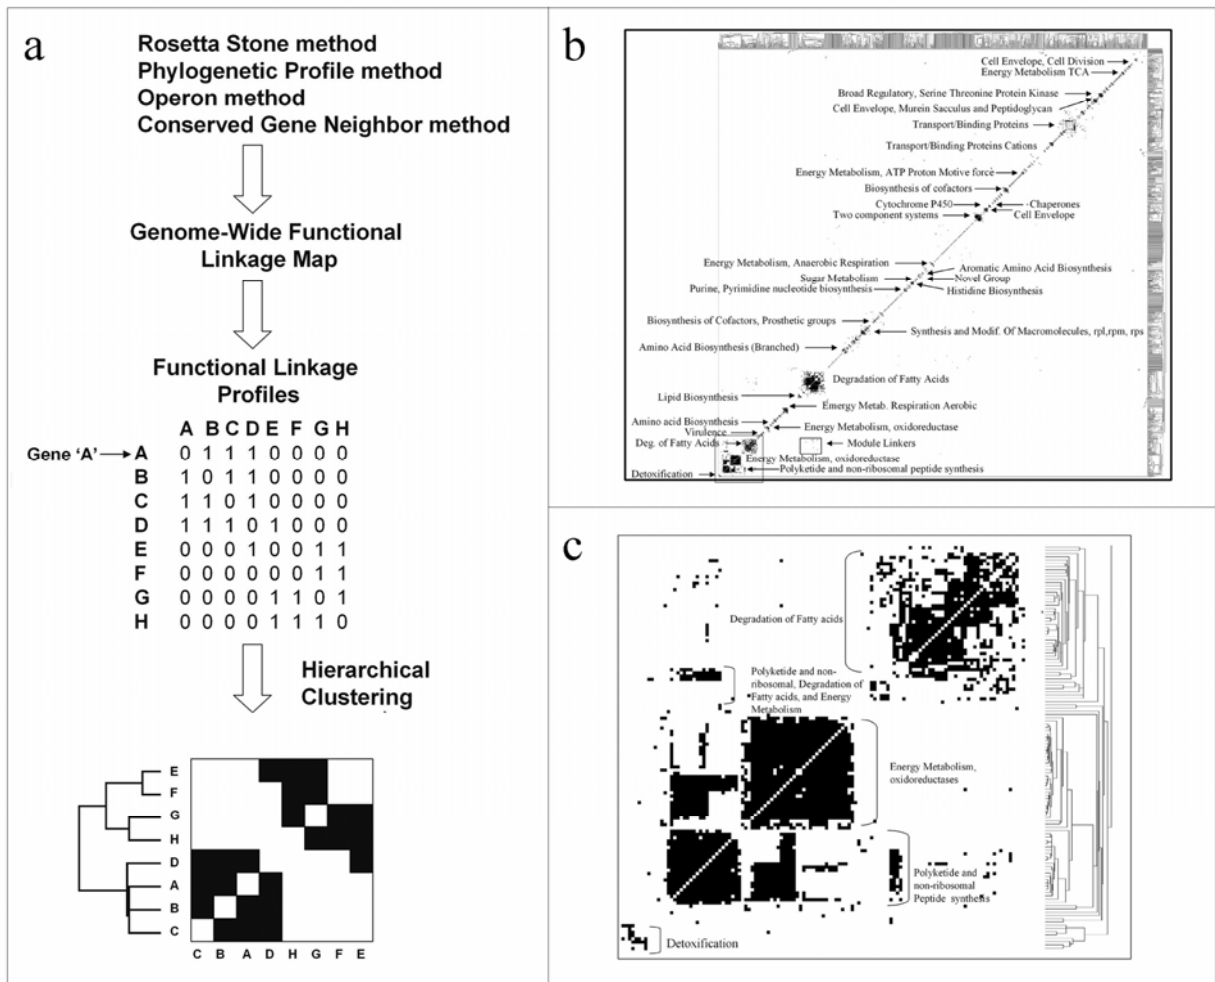 a
Rosetta Stone method
Phylogenetic Profile method
Operon method
Conserved Gene Neighbor method
Genome-Wide Functional
Linkage Map
Functional Linkage
Profiles
A B C D E F G H
Gene 'A' A 0 1 1 1 0 0 0 0
B 1 0 1 1 0 0 0 0
C 1 1 0 1 0 0 0 0
D 1 1 1 0 1 0 0 0
E 0 0 0 1 0 0 1 1
F 0 0 0 0 0 0 1 1
G 0 0 0 0 1 1 0 1
H 0 0 0 0 1 1 1 0
Hierarchical
Clustering
E
F
G
H
D
A
B
C
C B A D H G F E
b
Cell Envelope, Cell Division
Energy Metabolism TCA
Broad Regulatory, Serine Threonine Protein Kinase
Cell Envelope, Murein Sacculus and Peptidoglycan
Transport/Binding Proteins
Transport/Binding Proteins Cations
Energy Metabolism, ATP Proton Motive force
Biosynthesis of cofactors
Cytochrome P450 Chaperones
Two component systems Cell Envelope
Energy Metabolism, Anaerobic Respiration
Aromatic Amino Acid Biosynthesis
Sugar Metabolism Novel Group
Purine, Pyrimidine nucleotide biosynthesis Histidine Biosynthesis
Biosynthesis of Cofactors, Prosthetic groups
Synthesis and Modif. Of Macromolecules, rpl,rpm, rps
Amino Acid Biosynthesis (Branched)
Degradation of Fatty Acids
Lipid Biosynthesis
Emergy Metab. Respiration Aerobic
Amino acid Biosynthesis
Energy Metabolism, oxidoreductase
Virulence
Deg. of Fatty Acids Module Linkers
Energy Metabolism, oxidoreductase
Polyketide and non-ribosomal peptide synthesis
Detoxification
c
Degradation of Fatty acids
Polyketide and non-
ribosomal, Degradation of
Fatty acids, and Energy
Metabolism
Energy Metabolism,
oxidoreductases
Polyketide and
non-ribosomal
Peptide synthesis
Detoxification